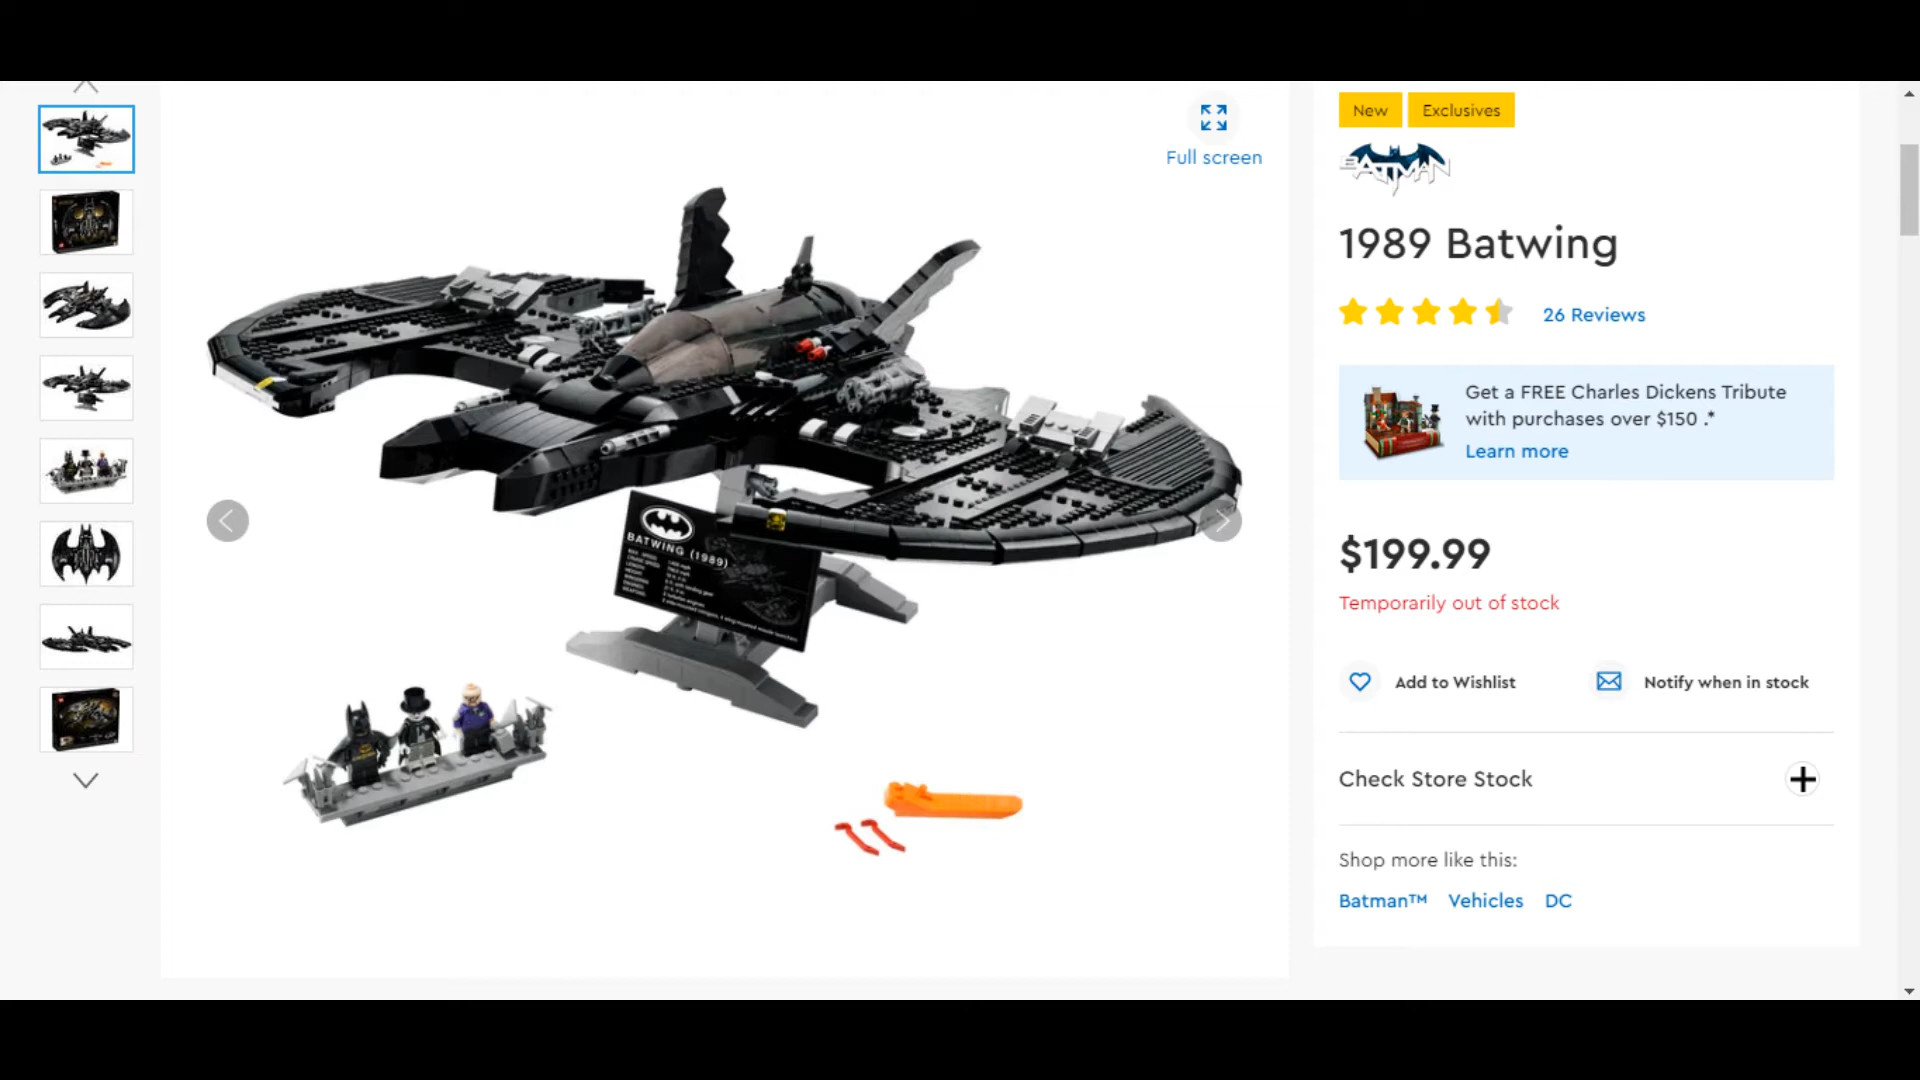 Full screen
BATWING (1989)
New
Exclusives
BATMAN
1989 Batwing
26 Reviews
Get a FREE Charles Dickens Tribute
with purchases over $150 .*
Learn more
$199.99
Temporarily out of stock
Add to Wishlist
Notify when in stock
Check Store Stock
Shop more like this:
Batman™ Vehicles DC